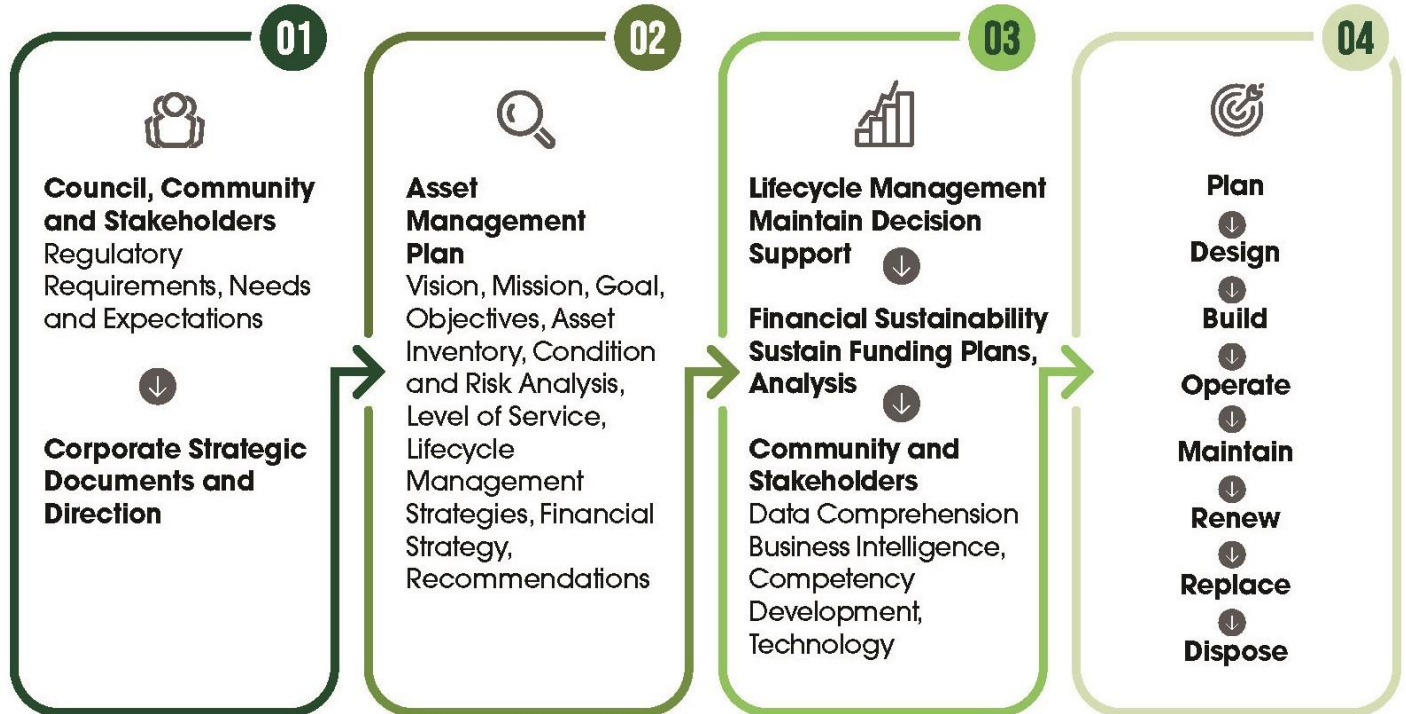 01
Council, Community
and Stakeholders
Regulatory
Requirements, Needs
and Expectations
Corporate Strategic
Documents and
Direction
02
Asset
Management
Plan
Vision, Mission, Goal,
Objectives, Asset
Inventory, Condition
and Risk Analysis,
Level of Service,
Lifecycle
Management
Strategies, Financial
Strategy,
Recommendations
03
Lifecycle Management
Maintain Decision
Support
Financial Sustainability
Sustain Funding Plans,
Analysis
Community and
Stakeholders
Data Comprehension
Business Intelligence,
Competency
Development,
Technology
04
Plan
Design
Build
Operate
Maintain
Renew
Replace
Dispose